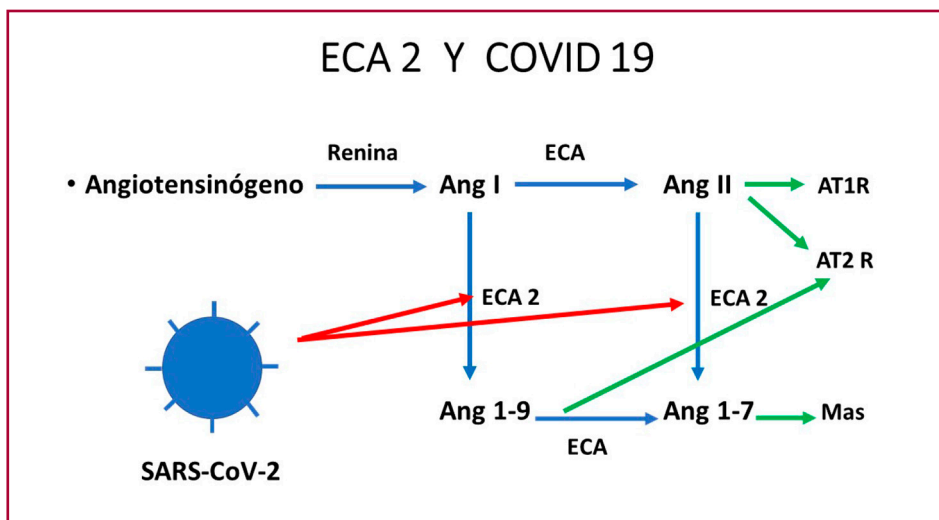 ECA 2 Y COVID 19
Renina
ECA
• Angiotensinógeno
Ang I
Ang II
AT1R
AT2 R
ECA 2
ECA 2
Ang 1-9
Ang 1-7
Mas
ECA
SARS-CoV-2